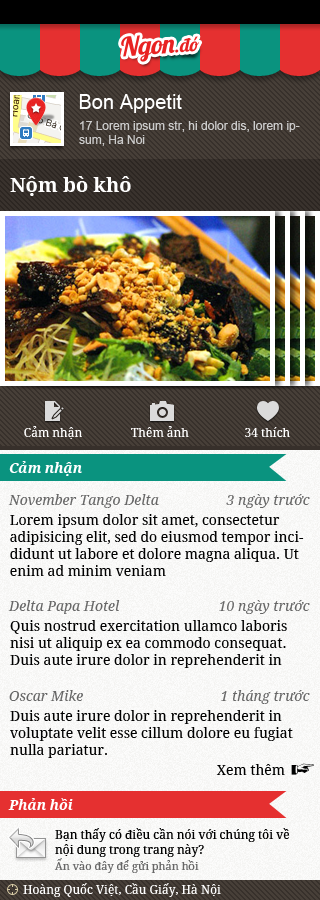 Ngon.đó
Bon Appetit
17 Lorem ipsum str, hi dolor dis, lorem ip-
sum, Ha Noi
Nộm bò khô
Cảm nhận
Thêm ảnh
34 thích
Cảm nhận
November Tango Delta 3 ngày trước
Lorem ipsum dolor sit amet, consectetur
adipisicing elit, sed do eiusmod tempor inci-
didunt ut labore et dolore magna aliqua. Ut
enim ad minim veniam
Delta Papa Hotel 10 ngày trước
Quis nostrud exercitation ullamco laboris
nisi ut aliquip ex ea commodo consequat.
Duis aute irure dolor in reprehenderit in
Oscar Mike 1 tháng trước
Duis aute irure dolor in reprehenderit in
voluptate velit esse cillum dolore eu fugiat
nulla pariatur.
Xem thêm
Phản hồi
Bạn thấy có điều cần nói với chúng tôi về
nội dung trong trang này?
Ấn vào đây để gửi phản hồi
Hoàng Quốc Việt, Cầu Giấy, Hà Nội